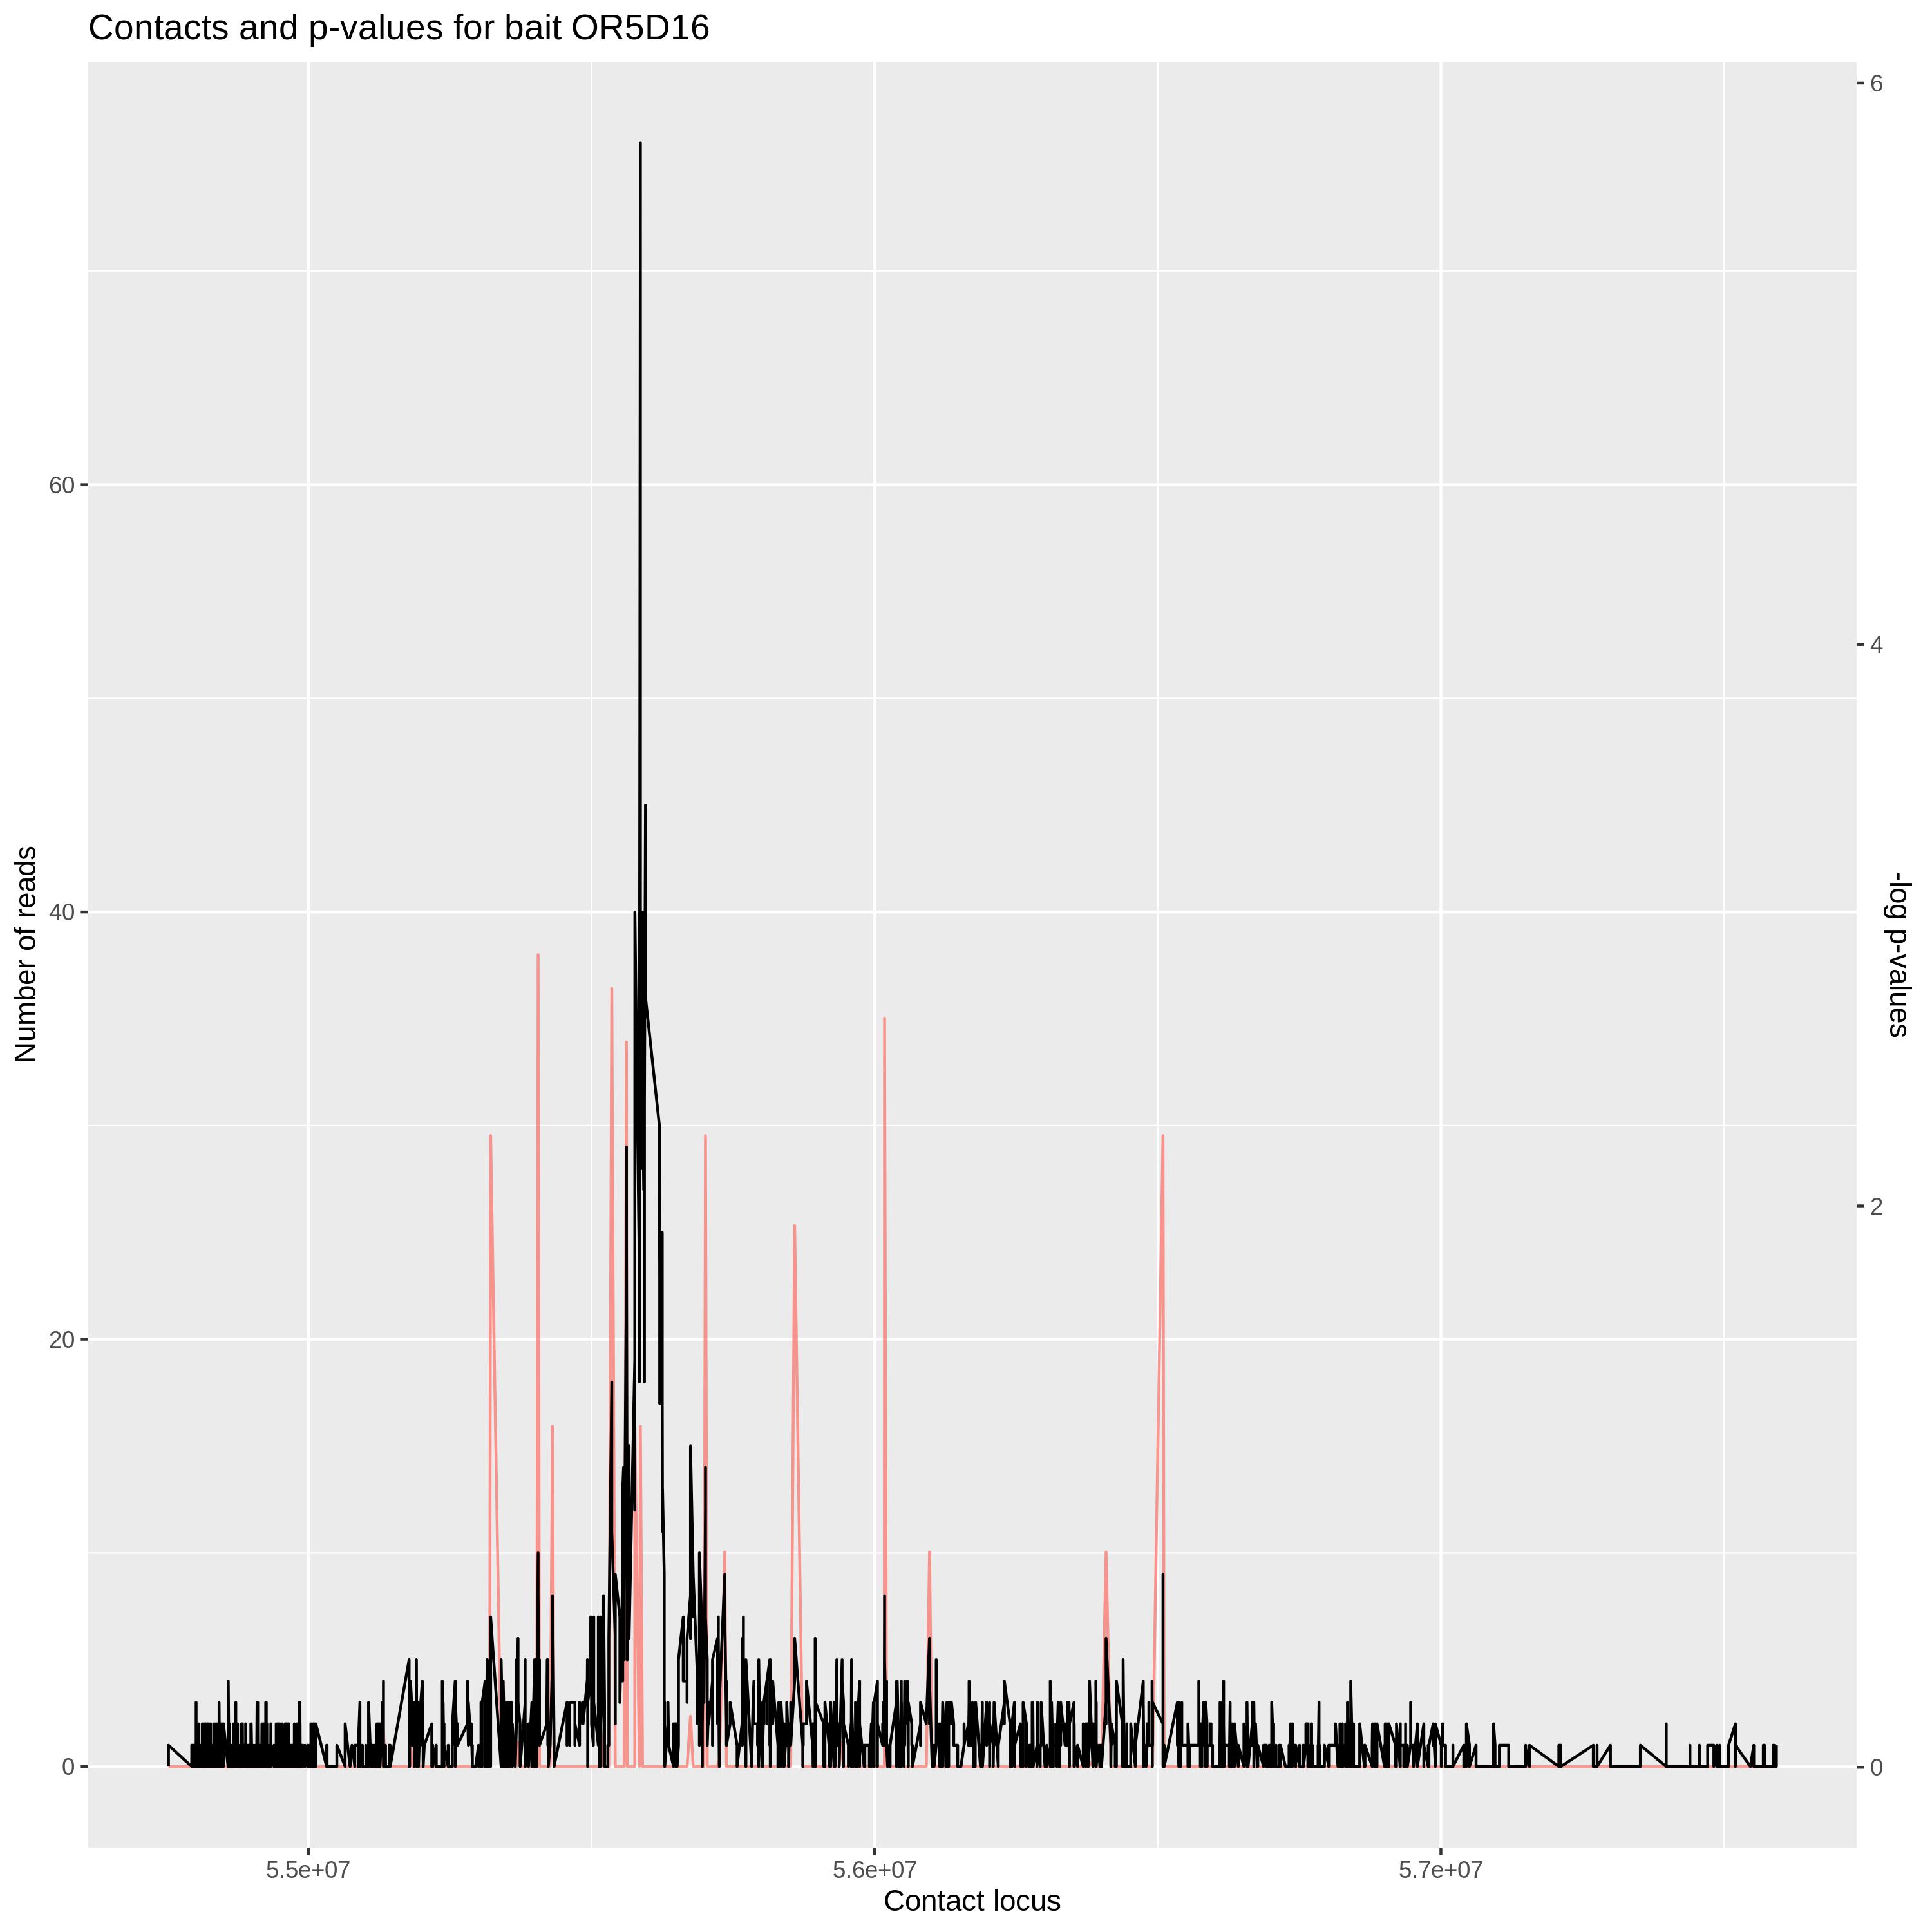 Contacts and p-values for bait OR5D16
Number of reads
60
40
20
0
6
4
2
0
-log p-values
5.5e+07
5.6e+07
5.7e+07
Contact locus